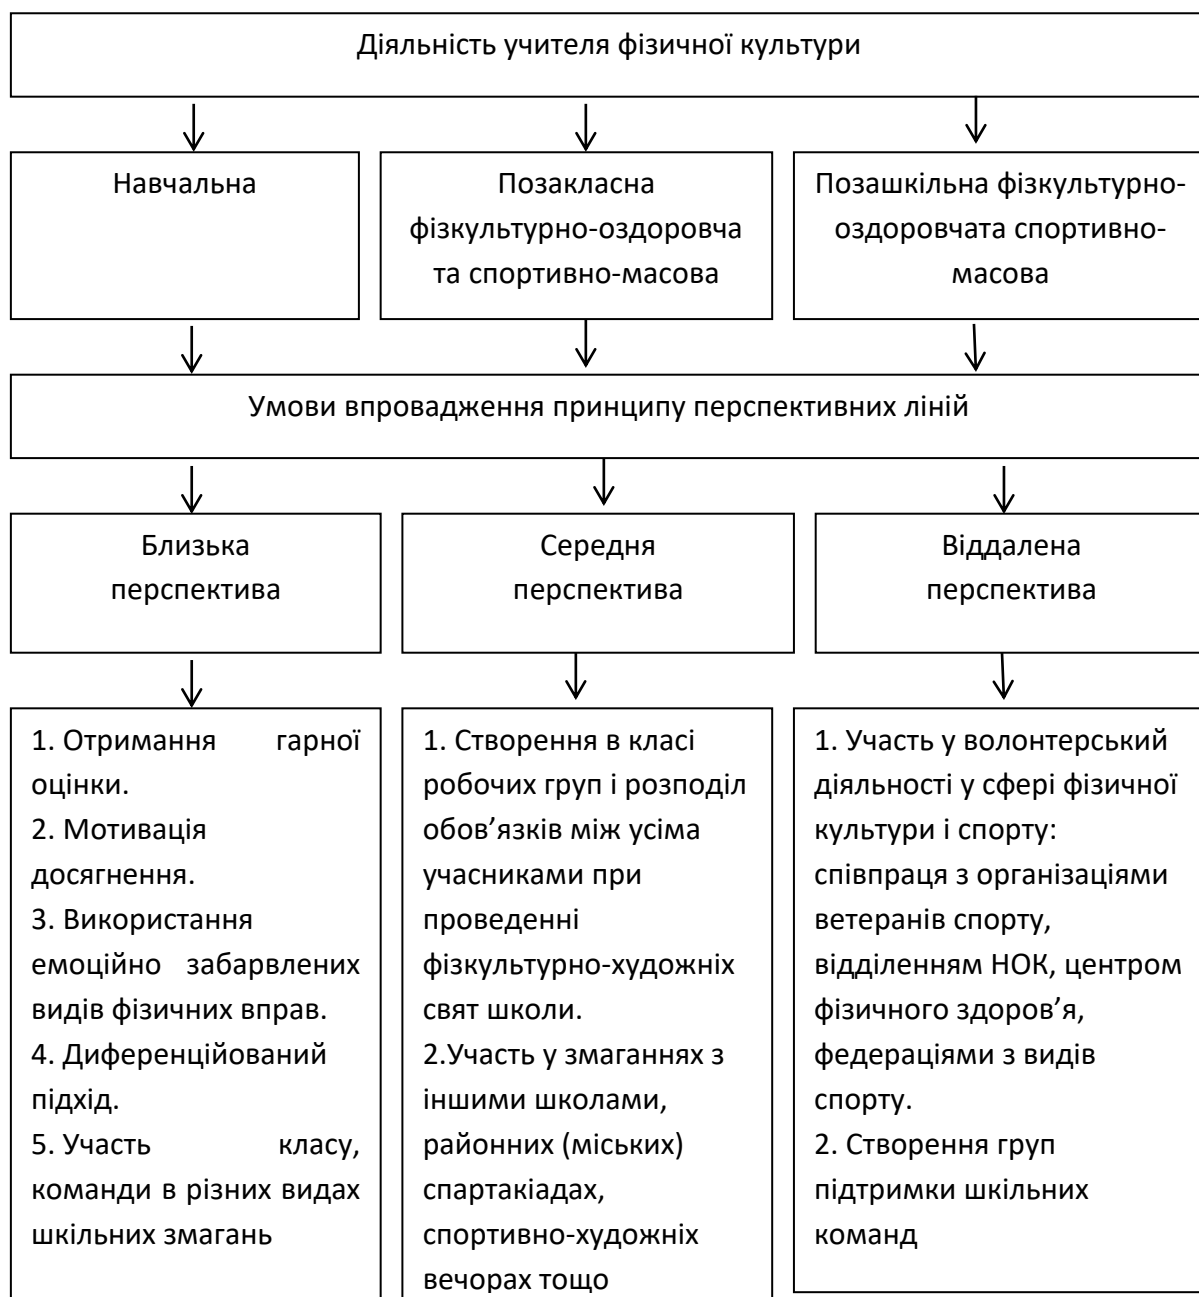 Діяльність учителя фізичної культури
Навчальна
Позакласна
фізкультурно-оздоровча
та спортивно-масова
Позашкільна фізкультурно-
оздоровчата спортивно-
масова
Умови впровадження принципу перспективних ліній
Близька
перспектива
Середня
перспектива
Віддалена
перспектива
1. Отримання гарної
оцінки.
2. Мотивація
досягнення.
3. Використання
емоційно забарвлених
видів фізичних вправ.
4. Диференційований
підхід.
5. Участь класу,
команди в різних видах
шкільних змагань
1. Створення в класі
робочих груп і розподіл
обов’язків між усіма
учасниками при
проведенні
фізкультурно-художніх
свят школи.
2.Участь у змаганнях з
іншими школами,
районних (міських)
спартакіадах,
спортивно-художніх
вечорах тощо
1. Участь у волонтерський
діяльності у сфері фізичної
культури і спорту:
співпраця з організаціями
ветеранів спорту,
відділенням НОК, центром
фізичного здоров’я,
федераціями з видів
спорту.
2. Створення груп
підтримки шкільних
команд